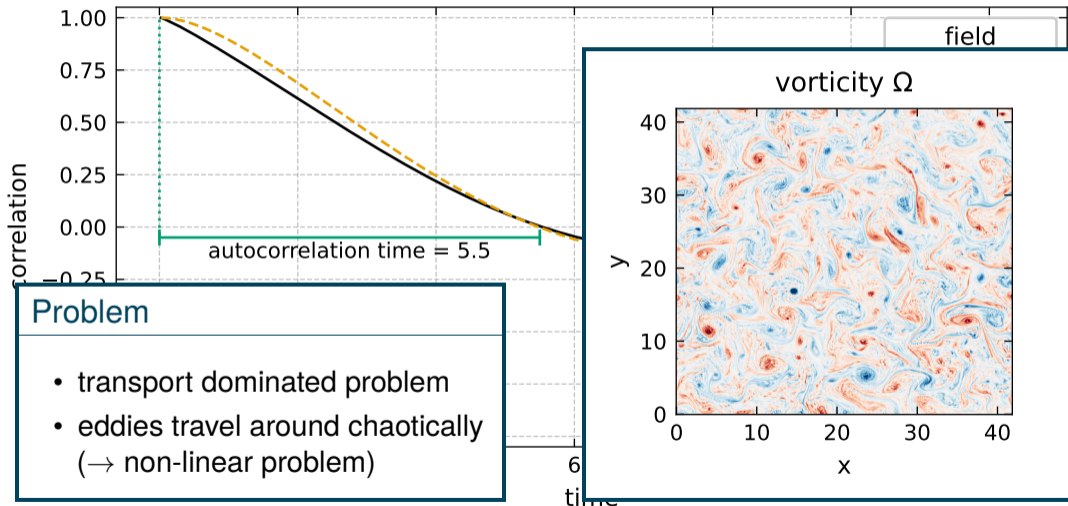 1.00
0.75
0.50
0.25
0.00
−0.25
correlation
autocorrelation time = 5.5
field
6
time
Problem
• transport dominated problem
• eddies travel around chaotically
(→ non-linear problem)
vorticity Ω
40
30
20
10
0
y
0 10 20 30 40
x